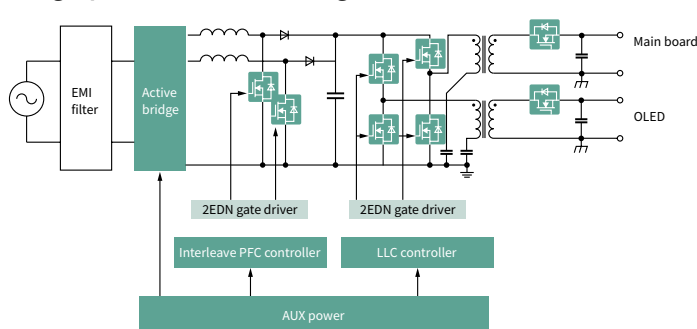 Main board
EMI
filter
Active
bridge
OLED
2EDN gate driver
2EDN gate driver
Interleave PFC controller
LLC controller
AUX power